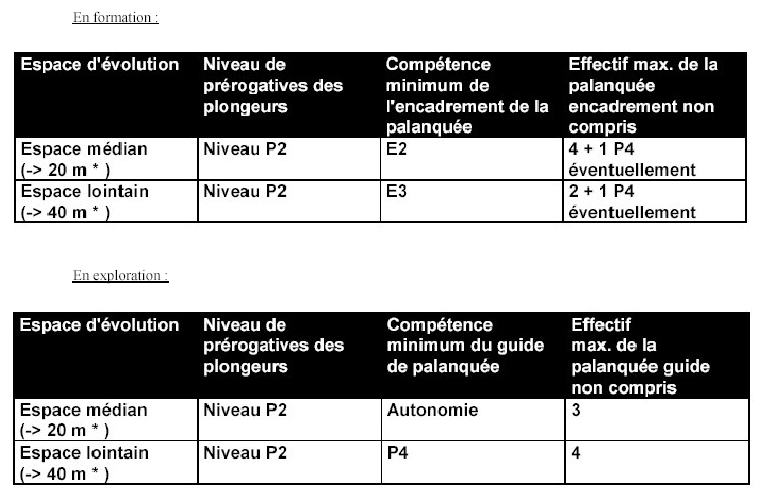 En formation :
Espace d'évolution
Niveau de
prérogatives des
plongeurs
Compétence
minimum de
l'encadrement de la
palanquée
Effectif max. de la
palanquée
encadrement non
compris
Espace médian
(-> 20 m * )
Niveau P2
E2
4 + 1 P4
éventuellement
Espace lointain
(-> 40 m * )
Niveau P2
E3
2 + 1 P4
éventuellement
En exploration :
Espace d'évolution
Niveau de
prérogatives des
plongeurs
Compétence
minimum du guide
de palanquée
Effectif
max. de la
palanquée guide
non compris
Espace médian
(-> 20 m * )
Niveau P2
Autonomie
3
Espace lointain
(-> 40 m * )
Niveau P2
P4
4